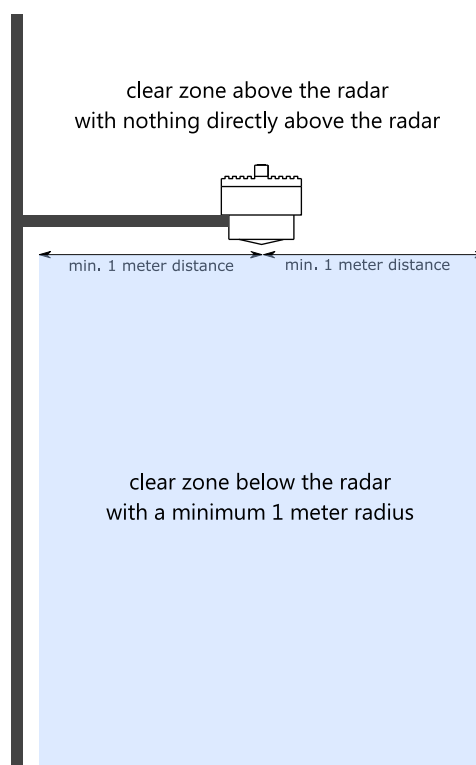 clear zone above the radar
with nothing directly above the radar
min. 1 meter distance
min. 1 meter distance
clear zone below the radar
with a minimum 1 meter radius